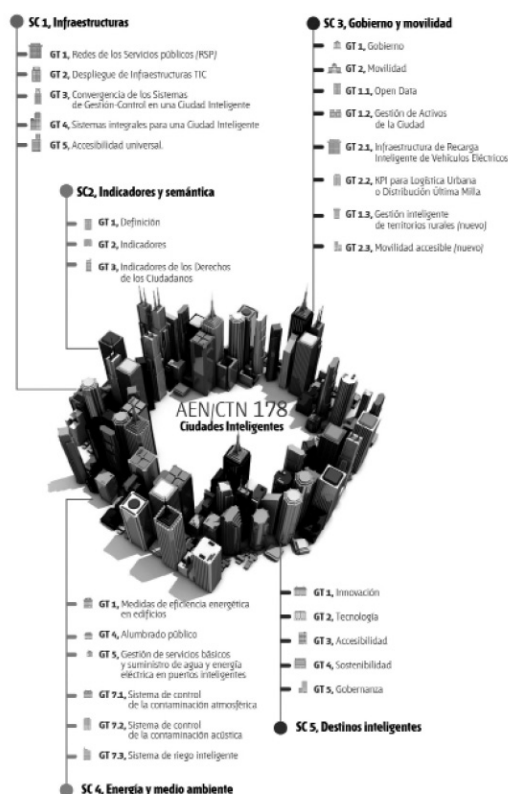 SC 1, Infraestructuras
GT 1, Redes de los Servicios públicos (RSP)
GT 2, Despliegue de Infraestructuras TIC
GT 3, Convergencia de los Sistemas
de Gestión-Control en una Ciudad Inteligente
GT 4, Sistemas integrales para una Ciudad Inteligente
GT 5, Accesibilidad universal.
SC2, Indicadores y semántica
GT 1, Definición
GT 2, Indicadores
GT 3, Indicadores de los Derechos
de los Ciudadanos
SC 3, Gobierno y movilidad
GT 1, Gobierno
GT 2, Movilidad
GT 1.1, Open Data
GT 1.2, Gestión de Activos
de la Ciudad
GT 2.1, Infraestructura de Recarga
Inteligente de Vehículos Eléctricos
GT 2.2, KPI para Logística Urbana
o Distribución Última Milla
GT 1.3, Gestión inteligente
de territorios rurales (nuevo)
GT 2.3, Movilidad accesible (nuevo)
AEN/CTN 178
Ciudades Inteligentes
GT 1, Medidas de eficiencia energética
en edificios
GT 4, Alumbrado público
GT 5, Gestión de servicios básicos
y suministro de agua y energía
eléctrica en puertos inteligentes
GT 7.1, Sistema de control
de la contaminación atmosférica
GT 7.2, Sistema de control
de la contaminación acústica
GT 7.3, Sistema de riego inteligente
SC 4, Energía y medio ambiente
GT 1, Innovación
GT 2, Tecnología
GT 3, Accesibilidad
GT 4, Sostenibilidad
GT 5, Gobernanza
SC 5, Destinos inteligentes